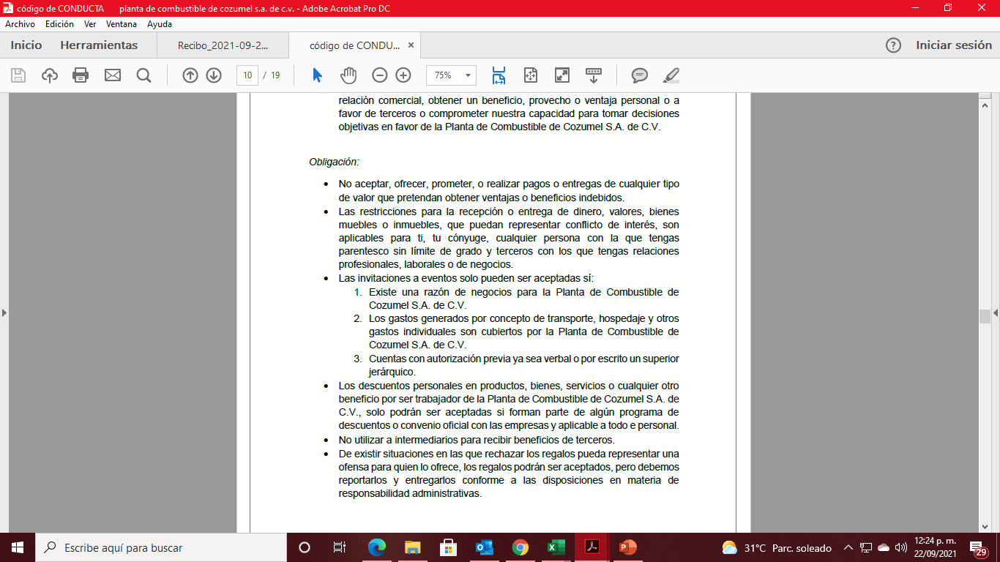 código de CONDUCTA planta de combustible de cozumel s.a. de c.v. - Adobe Acrobat Pro DC
Archivo Edición Ver Ventana Ayuda
Inicio Herramientas Recibo_2021-09-2... código de CONDU... × Iniciar sesión
10 / 19 75%
relación comercial, obtener un beneficio, provecho o ventaja personal o a
favor de terceros o comprometer nuestra capacidad para tomar decisiones
objetivas en favor de la Planta de Combustible de Cozumel S.A. de C.V.
Obligación:
• No aceptar, ofrecer, prometer, o realizar pagos o entregas de cualquier tipo
de valor que pretendan obtener ventajas o beneficios indebidos.
• Las restricciones para la recepción o entrega de dinero, valores, bienes
muebles o inmuebles, que puedan representar conflicto de interés, son
aplicables para ti, tu cónyuge, cualquier persona con la que tengas
parentesco sin límite de grado y terceros con los que tengas relaciones
profesionales, laborales o de negocios.
• Las invitaciones a eventos solo pueden ser aceptadas sí:
1. Existe una razón de negocios para la Planta de Combustible de
Cozumel S.A. de C.V.
2. Los gastos generados por concepto de transporte, hospedaje y otros
gastos individuales son cubiertos por la Planta de Combustible de
Cozumel S.A. de C.V.
3. Cuentas con autorización previa ya sea verbal o por escrito un superior
jerárquico.
• Los descuentos personales en productos, bienes, servicios o cualquier otro
beneficio por ser trabajador de la Planta de Combustible de Cozumel S.A. de
C.V., solo podrán ser aceptadas si forman parte de algún programa de
descuentos o convenio oficial con las empresas y aplicable a todo e personal.
• No utilizar a intermediarios para recibir beneficios de terceros.
• De existir situaciones en las que rechazar los regalos pueda representar una
ofensa para quien lo ofrece, los regalos podrán ser aceptados, pero debemos
reportarlos y entregarlos conforme a las disposiciones en materia de
responsabilidad administrativas.
Escribe aquí para buscar 31°C Parc. soleado 12:24 p. m.
22/09/2021 29